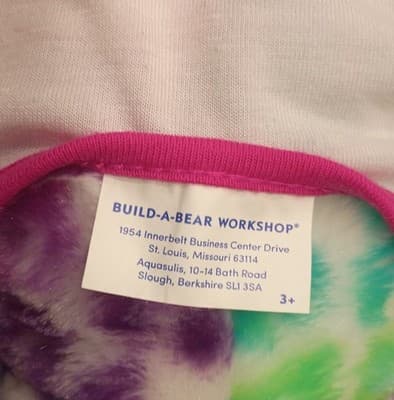 BUILD-A-BEAR WORKSHOP®
1954 Innerbelt Business Center Drive
St. Louis, Missouri 63114
Aquasulis, 10-14 Bath Road
Slough, Berkshire SL1 3SA
3+